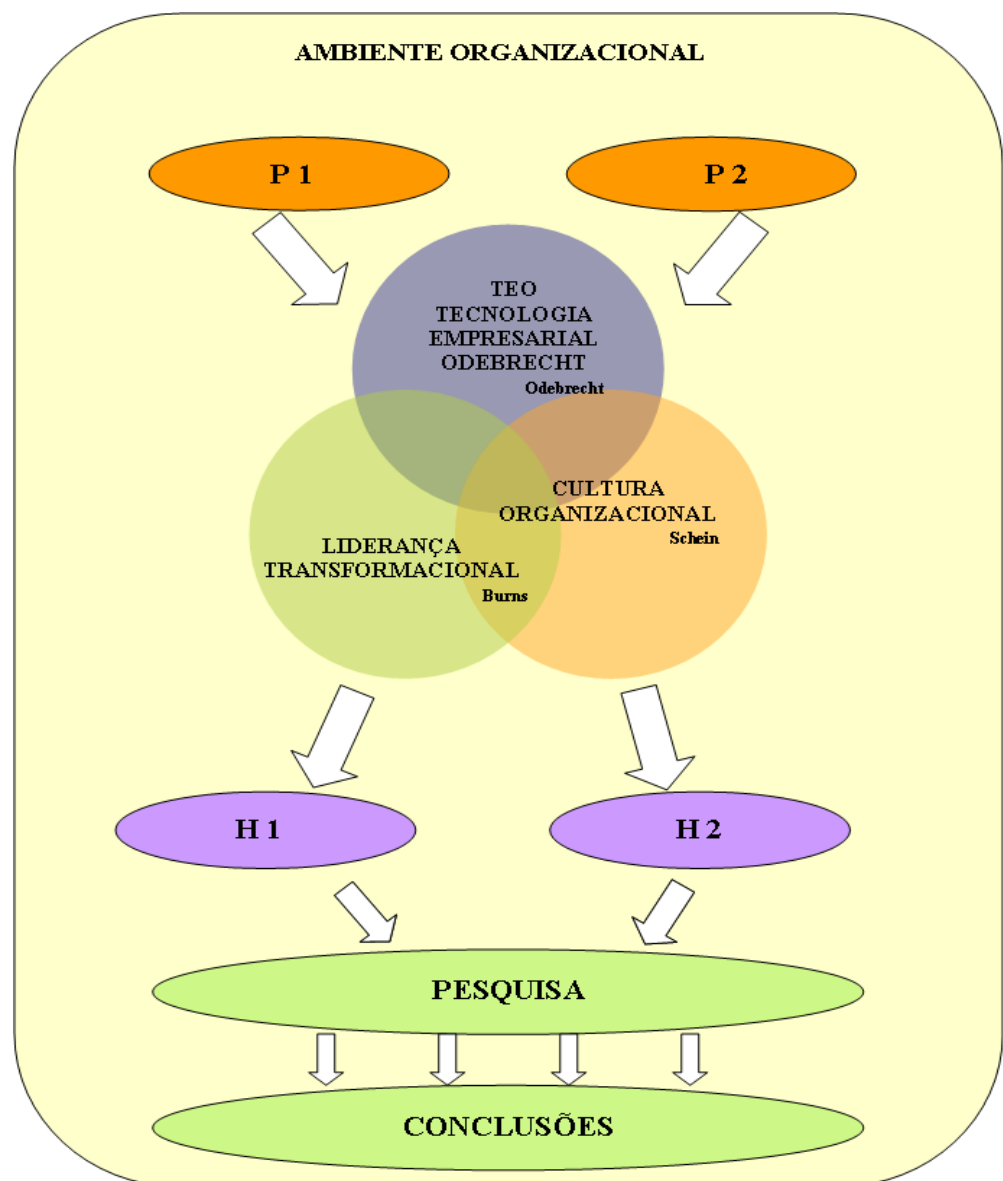 AMBIENTE ORGANIZACIONAL
P 1
P 2
TEO
TECNOLOGIA
EMPRESARIAL
ODEBRECHT
Odebrecht
CULTURA
ORGANIZACIONAL
Schein
LIDERANÇA
TRANSFORMACIONAL
Burns
H 1
H 2
PESQUISA
CONCLUSÕES